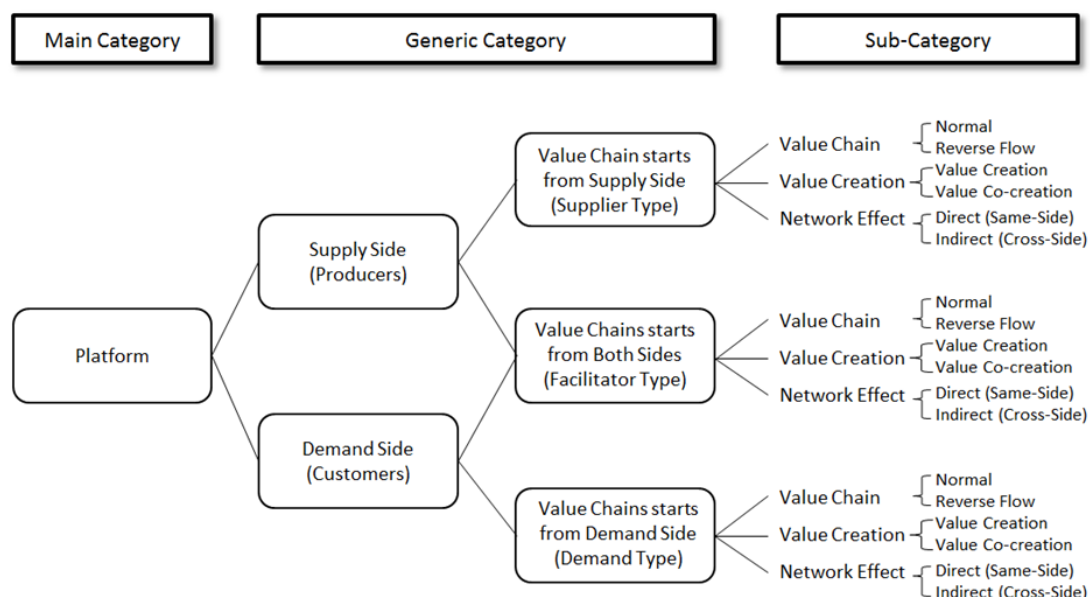 Main Category
Generic Category
Sub-Category
Platform
Supply Side
(Producers)
Demand Side
(Customers)
Value Chain starts
from Supply Side
(Supplier Type)
Value Chain
Normal
Reverse Flow
Value Creation
Value Creation
Value Co-creation
Network Effect
Direct (Same-Side)
Indirect (Cross-Side)
Value Chains starts
from Both Sides
(Facilitator Type)
Value Chain
Normal
Reverse Flow
Value Creation
Value Creation
Value Co-creation
Network Effect
Direct (Same-Side)
Indirect (Cross-Side)
Value Chains starts
from Demand Side
(Demand Type)
Value Chain
Normal
Reverse Flow
Value Creation
Value Creation
Value Co-creation
Network Effect
Direct (Same-Side)
Indirect (Cross-Side)